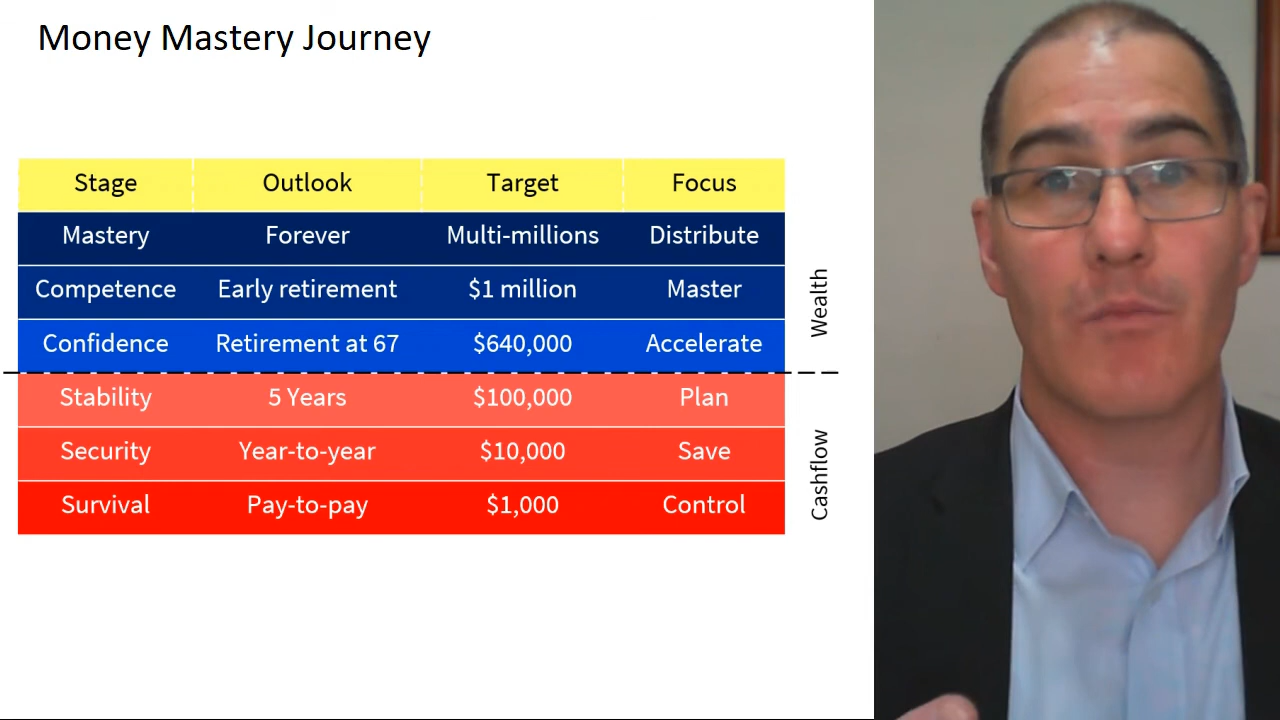 Money Mastery Journey
Stage Outlook Target Focus
Mastery Forever Multi-millions Distribute
Competence Early retirement $1 million Master
Confidence Retirement at 67 $640,000 Accelerate
Stability 5 Years $100,000 Plan
Security Year-to-year $10,000 Save
Survival Pay-to-pay $1,000 Control
Wealth
Cashflow